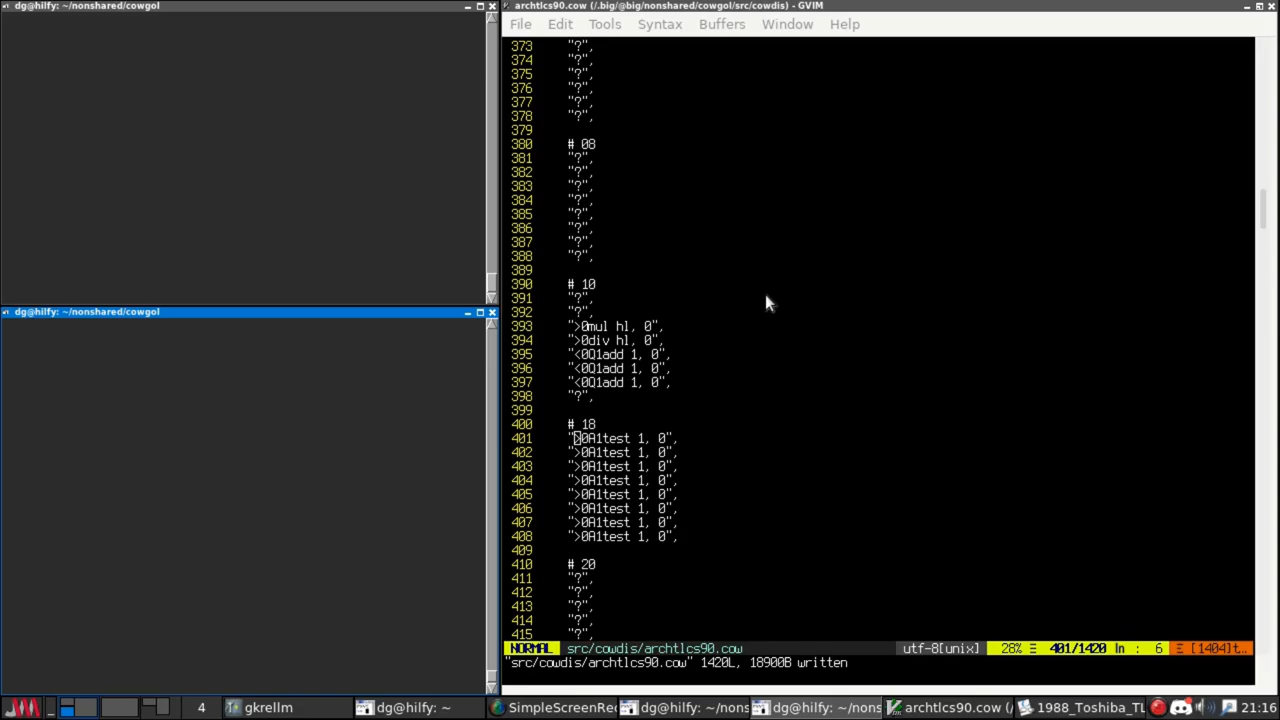 dg@hilfy: ~/nonshared/cowgol
dg@hilfy: ~/nonshared/cowgol
archtlcs90.cow (/.big/@big/nonshared/cowgol/src/cowdis) - GVIM
File Edit Tools Syntax Buffers Window Help
373 "?",
374 "?",
375 "?",
376 "?",
377 "?",
378 "?",
379
380 # 08
381 "?",
382 "?",
383 "?",
384 "?",
385 "?",
386 "?",
387 "?",
388 "?",
389
390 # 10
391 "?",
392 "?",
393 ">0mul hl, 0",
394 ">0div hl, 0",
395 "<0Q1add 1, 0",
396 "<0Q1add 1, 0",
397 "<0Q1add 1, 0",
398 "?",
399
400 # 18
401 ">0A1test 1, 0",
402 ">0A1test 1, 0",
403 ">0A1test 1, 0",
404 ">0A1test 1, 0",
405 ">0A1test 1, 0",
406 ">0A1test 1, 0",
407 ">0A1test 1, 0",
408 ">0A1test 1, 0",
409
410 # 20
411 "?",
412 "?",
413 "?",
414 "?",
415 "?",
NORMAL src/cowdis/archtlcs90.cow utf-8[unix] 28% Ξ 401/1420 ln : 6 Ξ [1404]t…
"src/cowdis/archtlcs90.cow" 1420L, 18900B written
4 gkrellm dg@hilfy: ~ SimpleScreenRec dg@hilfy: ~/nons dg@hilfy: ~/nons archtlcs90.cow (/ 1988_Toshiba_TL 21:16